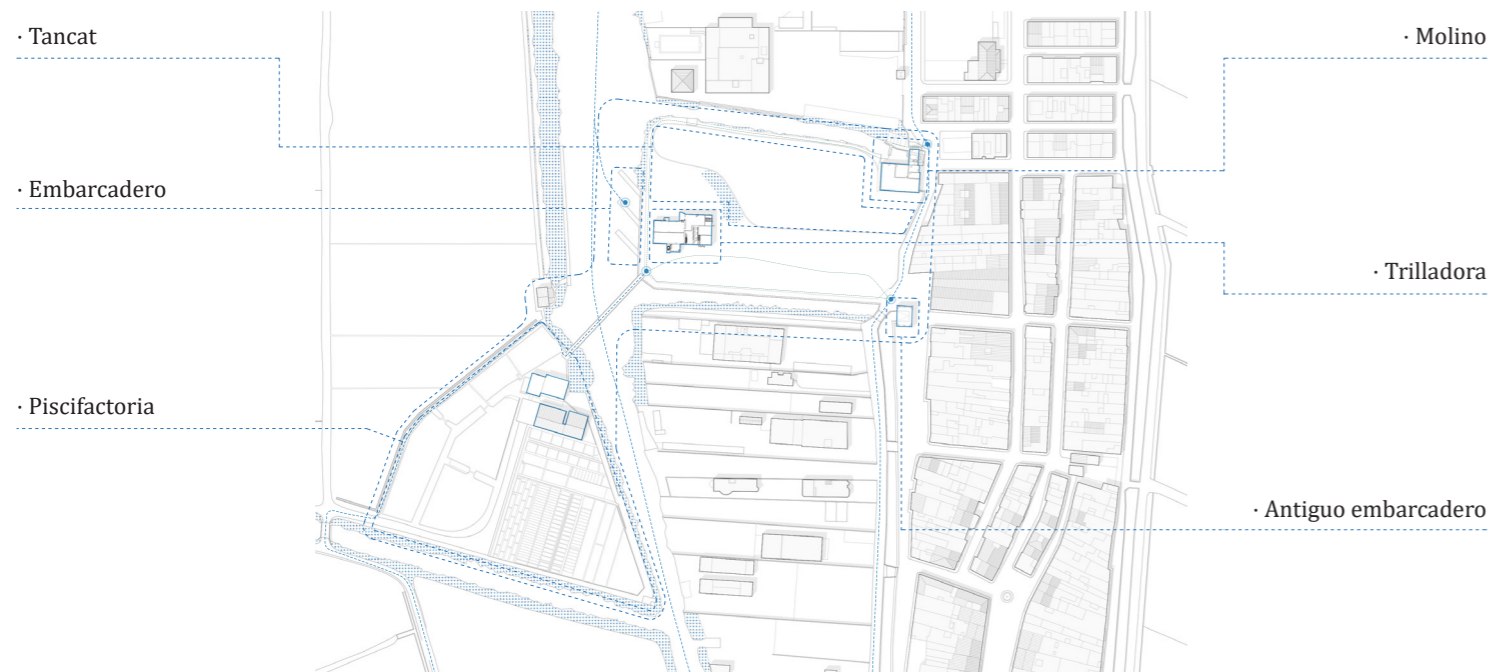 · Tancat
· Embarcadero
· Piscifactoria
· Molino
· Trilladora
· Antiguo embarcadero